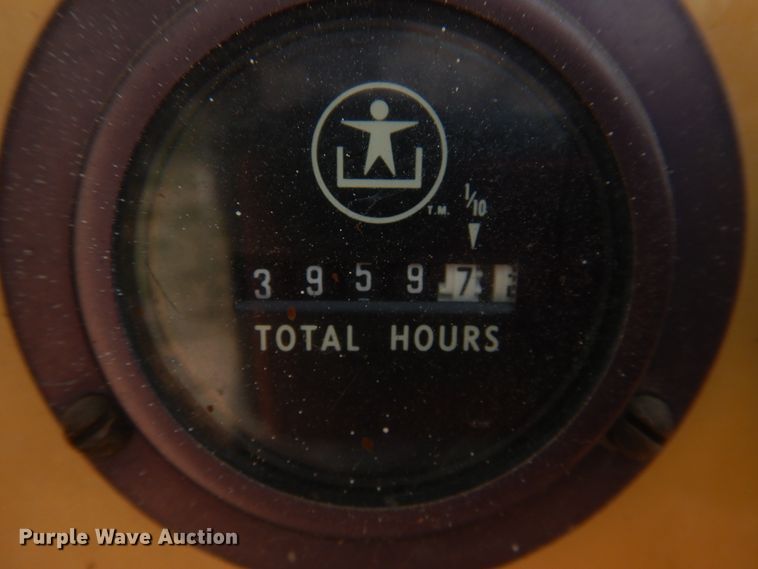 T.M.
1/10
3 9 5 9 7
TOTAL HOURS
Purple Wave Auction